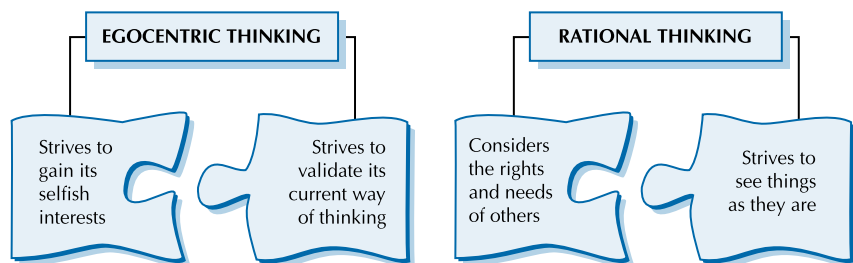 EGOCENTRIC THINKING
Strives to
gain its
selfish
interests
Strives to
validate its
current way
of thinking
RATIONAL THINKING
Considers
the rights
and needs
of others
Strives to
see things
as they are